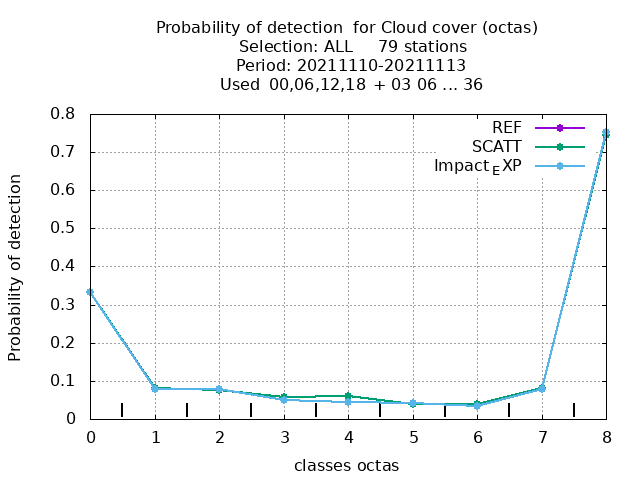 Probability of detection  for Cloud cover (octas)
Selection: ALL     79 stations
Period: 20211110-20211113
Used  00,06,12,18  + 03 06 ... 36
REF
SCATT
Impact_EXP
0.8
0.7
0.6
0.5
0.4
0.3
0.2
0.1
0
Probability of detection
0 1 2 3 4 5 6 7 8
classes octas